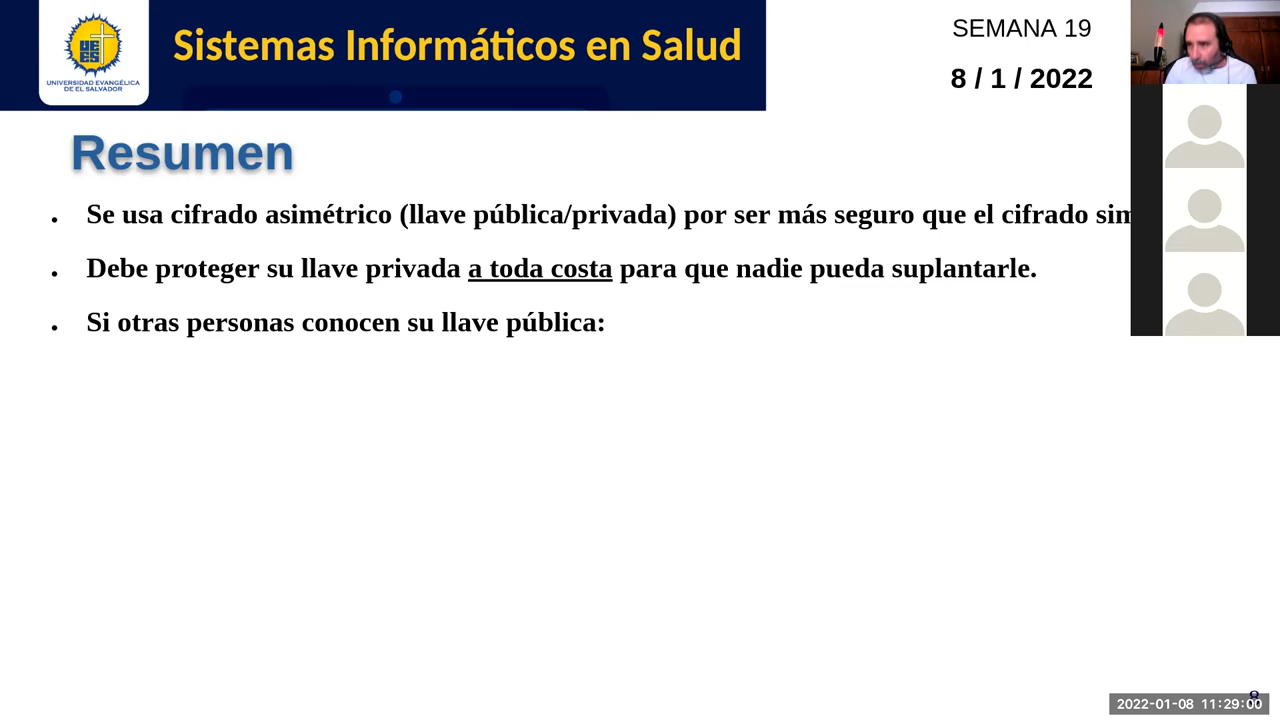 Sistemas Informáticos en Salud
UNIVERSIDAD EVANGÉLICA
DE EL SALVADOR
SEMANA 19
8 / 1 / 2022
Resumen
Se usa cifrado asimétrico (llave pública/privada) por ser más seguro que el cifrado
Debe proteger su llave privada a toda costa para que nadie pueda suplantarle.
Si otras personas conocen su llave pública:
8
2022-01-08 11:29:00